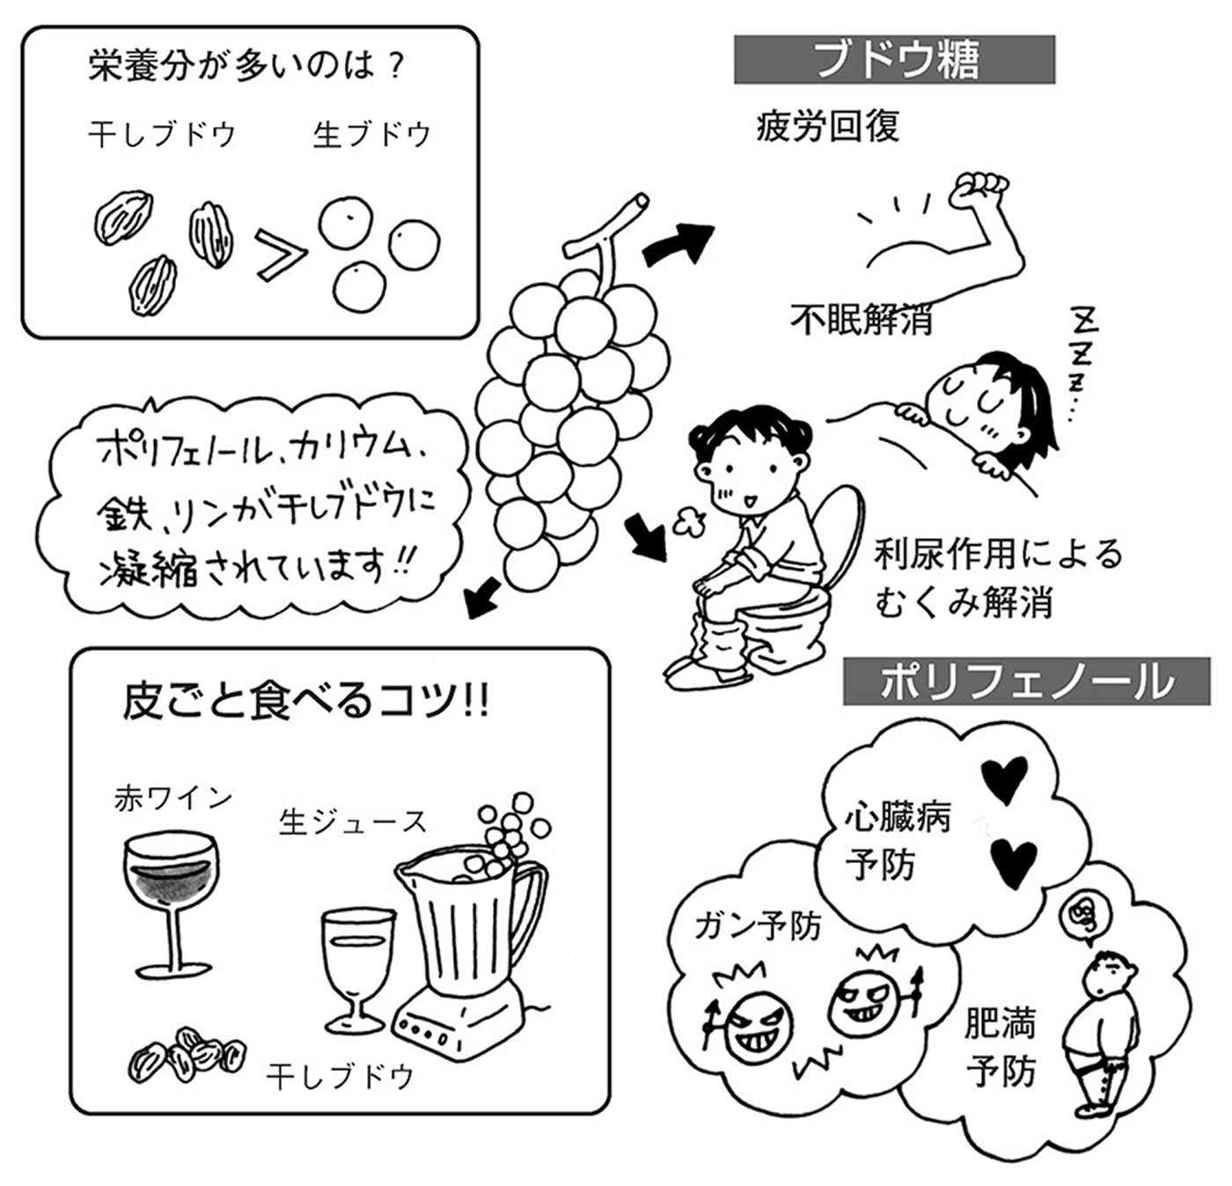 栄養分が多いのは?
干しブドウ
生ブドウ
>
ポリフェノール、カリウム、
鉄、リンが干しブドウに
凝縮されています!!
ブドウ糖
疲労回復
不眠解消
Z
Z
z
...
利尿作用による
むくみ解消
皮ごと食べるコツ!!
赤ワイン
生ジュース
干しブドウ
ポリフェノール
心臓病
予防
ガン予防
肥満
予防